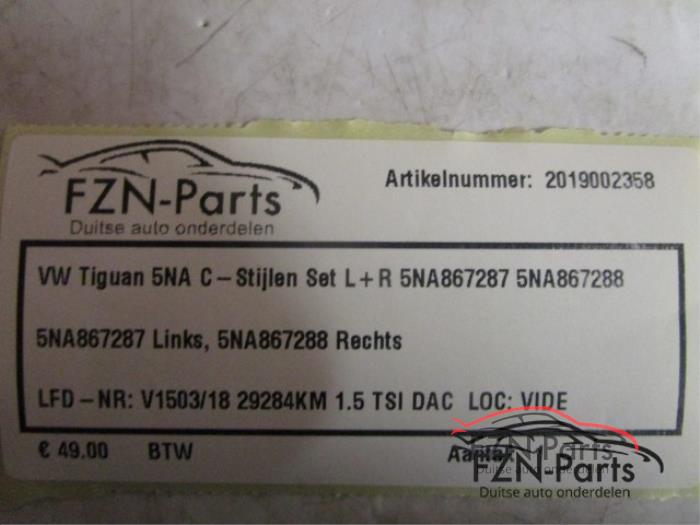 FZN-Parts
Duitse auto onderdelen
Artikelnummer: 2019002358
VW Tiguan 5NA C-Stijlen Set L+R 5NA867287 5NA867288
5NA867287 Links, 5NA867288 Rechts
LFD-NR: V1503/18 29284KM 1.5 TSI DAC LOC: VIDE
€ 49.00 BTW
FZN-Parts
Duitse auto onderdelen